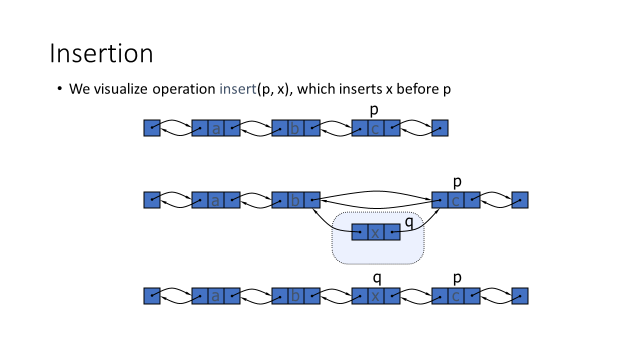 Insertion
• We visualize operation insert(p, x), which inserts x before p
p
a b c
p
a b c
q
x
q p
a b x c